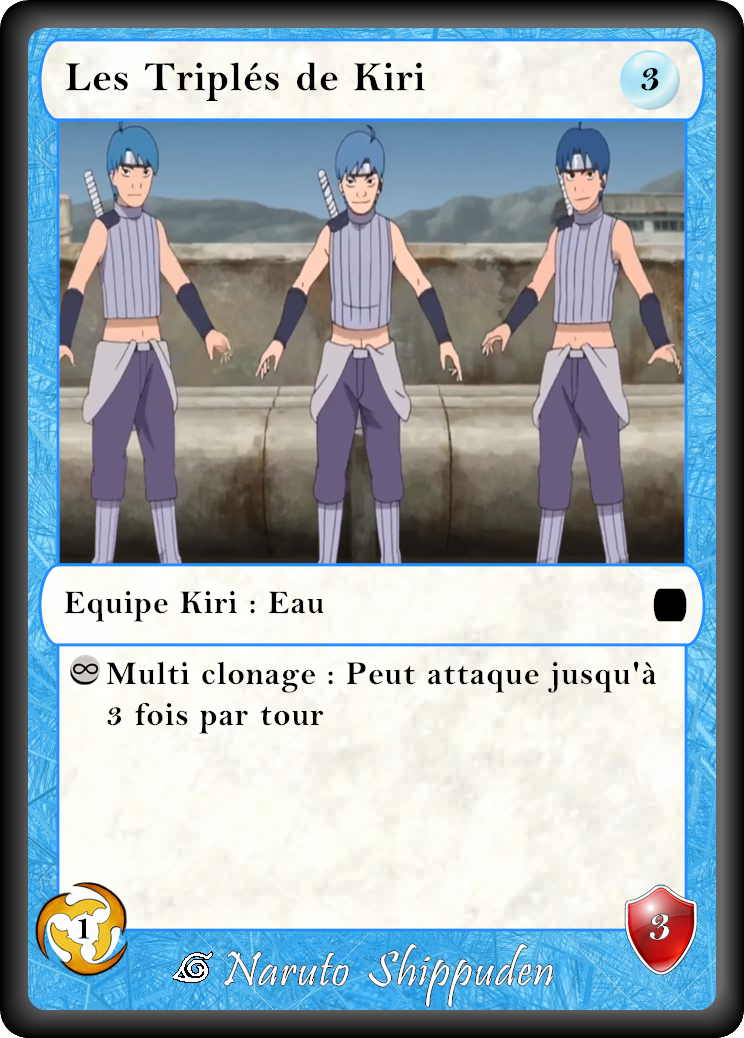 Les Triplés de Kiri
3
Equipe Kiri : Eau
Multi clonage : Peut attaque jusqu'à
3 fois par tour
1
3
Naruto Shippuden